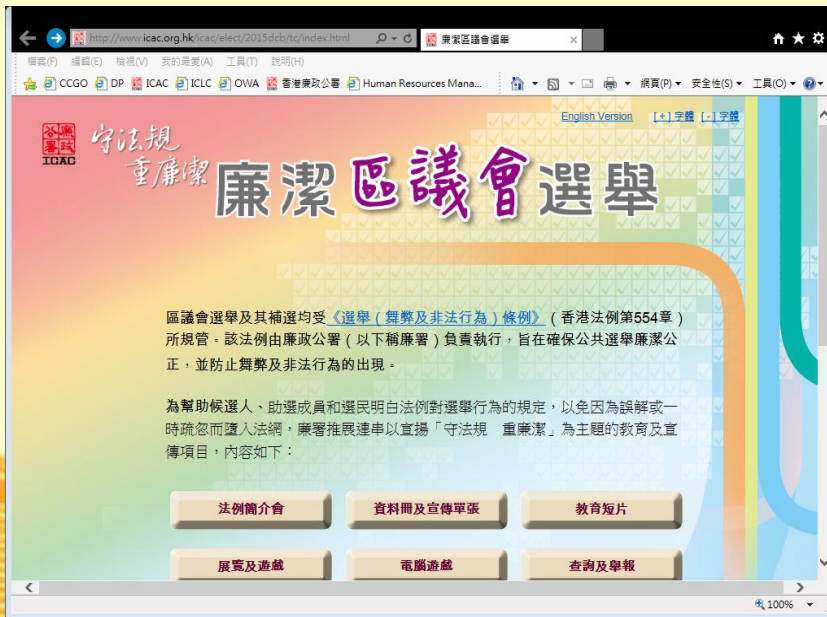 http://www.icac.org.hk/icac/elect/2015dcb/tc/index.html
廉潔區議會選舉
檔案(F) 編輯(E) 檢視(V) 我的最愛(A) 工具(T) 說明(H)
CCGO DP ICAC ICLC OWA 香港廉政公署 Human Resources Mana... 網頁(P) 安全性(S) 工具(O)
English Version [+]字體 [-]字體
廉政公署
ICAC
守法規
重廉潔
廉潔區議會選舉
區議會選舉及其補選均受《選舉(舞弊及非法行為)條例》(香港法例第554章)
所規管。該法例由廉政公署(以下稱廉署)負責執行,旨在確保公共選舉廉潔公
正,並防止舞弊及非法行為的出現。
為幫助候選人、助選成員和選民明白法例對選舉行為的規定,以免因為誤解或一
時疏忽而墮入法網,廉署推展連串以宣揚「守法規 重廉潔」為主題的教育及宣
傳項目,內容如下:
法例簡介會 資料冊及宣傳單張 教育短片
展覽及遊戲 電腦遊戲 查詢及舉報
100%